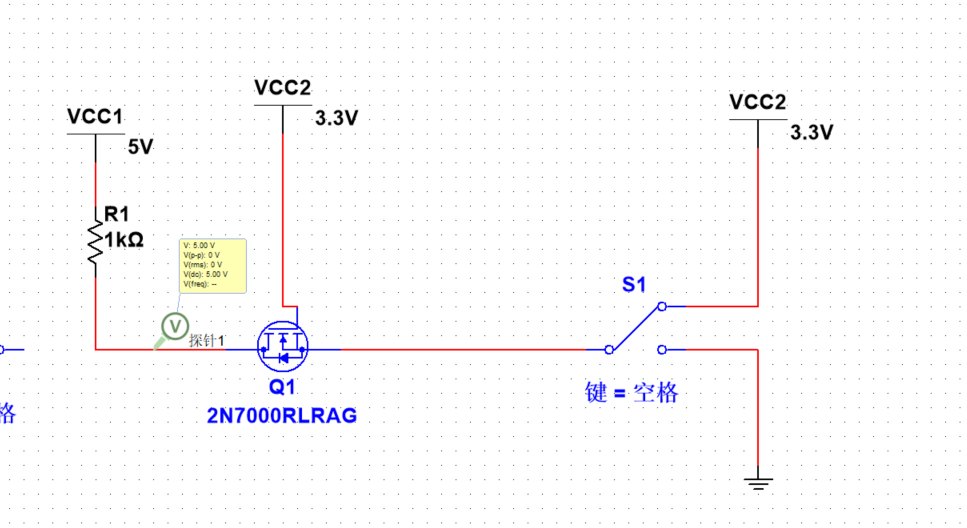 VCC2
3.3V
VCC2
3.3V
VCC1
5V
R1
1kΩ
V: 5.00 V
V(p-p): 0 V
V(rms): 0 V
V(dc): 5.00 V
V(freq): --
V
探针1
S1
键 = 空格
Q1
2N7000RLRAG
格